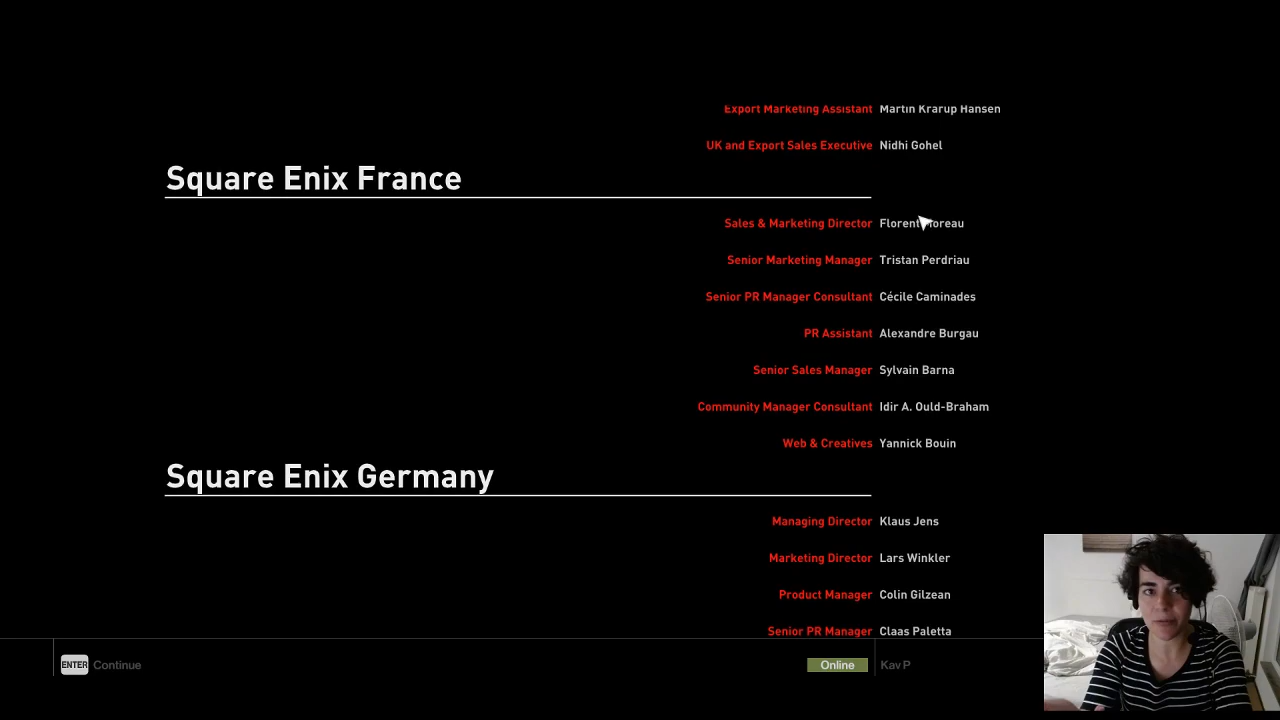 Export Marketing Assistant Martin Krarup Hansen
UK and Export Sales Executive Nidhi Gohel
Square Enix France
Sales & Marketing Director Florent Moreau
Senior Marketing Manager Tristan Perdriau
Senior PR Manager Consultant Cécile Caminades
PR Assistant Alexandre Burgau
Senior Sales Manager Sylvain Barna
Community Manager Consultant Idir A. Ould-Braham
Web & Creatives Yannick Bouin
Square Enix Germany
Managing Director Klaus Jens
Marketing Director Lars Winkler
Product Manager Colin Gilzean
Senior PR Manager Claas Paletta
ENTER Continue Online Kav P